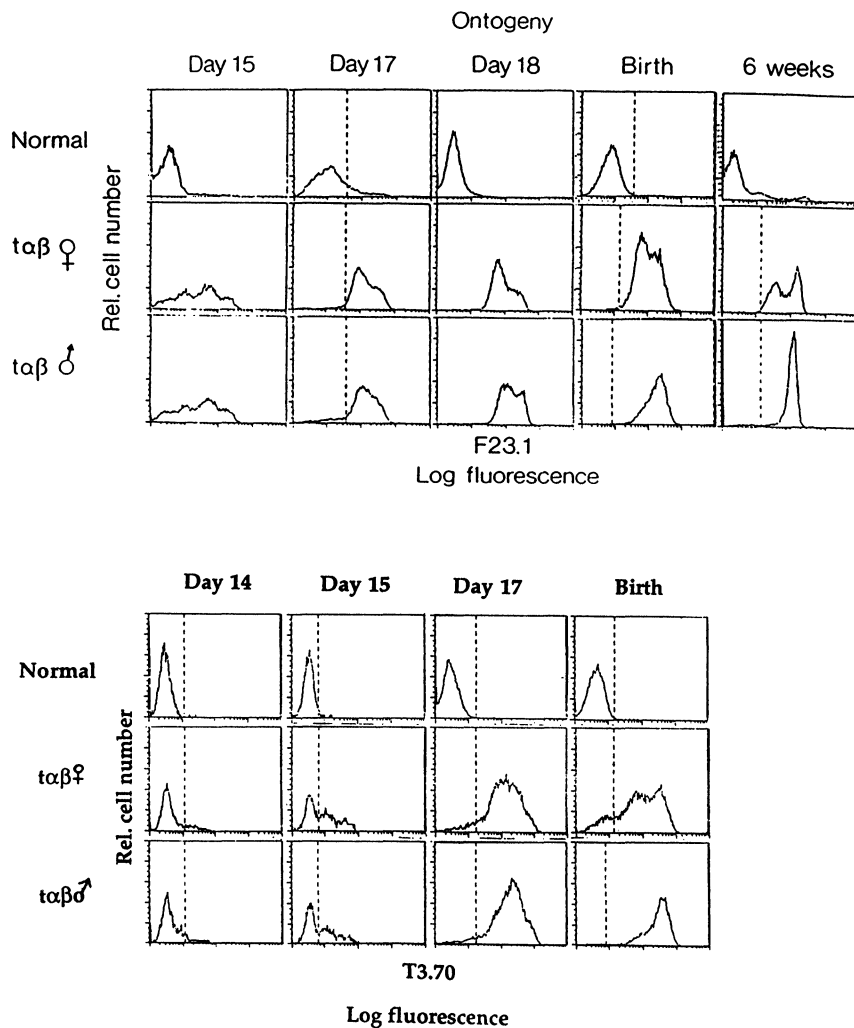 Ontogeny
Day 15 Day 17 Day 18 Birth 6 weeks
Normal
tαβ ♀
tαβ ♂
Rel. cell number
F23.1
Log fluorescence
Day 14 Day 15 Day 17 Birth
Normal
tαβ♀
tαβ♂
Rel. cell number
T3.70
Log fluorescence